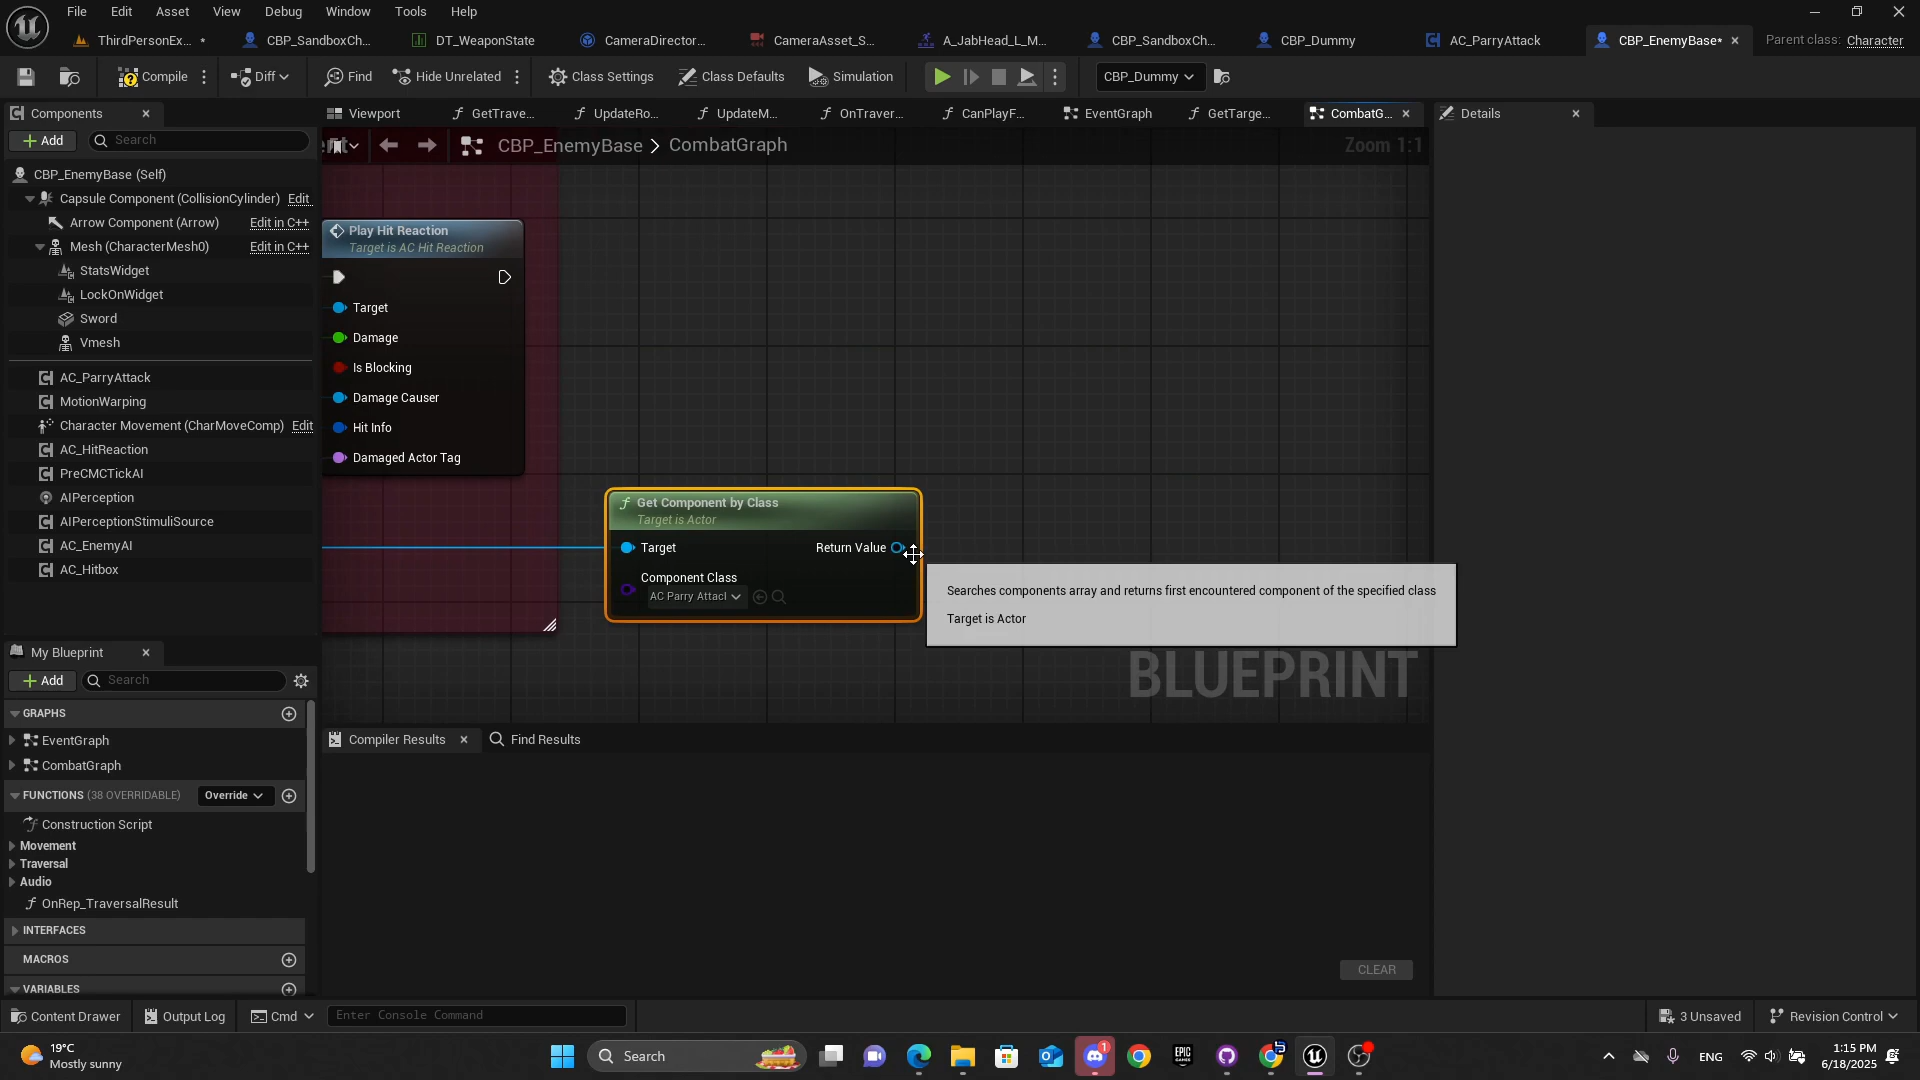 File Edit Asset View Debug Window Tools Help
ThirdPersonEx... * CBP_SandboxCh... DT_WeaponState CameraDirector... CameraAsset_S... A_JabHead_L_M... CBP_SandboxCh... CBP_Dummy AC_ParryAttack CBP_EnemyBase* Parent class: Character
Compile Diff Find Hide Unrelated Class Settings Class Defaults Simulation CBP_Dummy
Components Viewport GetTrave... UpdateRo... UpdateM... OnTraver... CanPlayF... EventGraph GetTarge... CombatG... Details
Add Search
CBP_EnemyBase > CombatGraph Zoom 1:1
CBP_EnemyBase (Self)
Capsule Component (CollisionCylinder) Edit
Arrow Component (Arrow) Edit in C++
Mesh (CharacterMesh0) Edit in C++
StatsWidget
LockOnWidget
Sword
Vmesh
AC_ParryAttack
MotionWarping
Character Movement (CharMoveComp) Edit
AC_HitReaction
PreCMCTickAI
AIPerception
AIPerceptionStimuliSource
AC_EnemyAI
AC_Hitbox
Play Hit Reaction
Target is AC Hit Reaction
Target
Damage
Is Blocking
Damage Causer
Hit Info
Damaged Actor Tag
Get Component by Class
Target is Actor
Target Return Value
Component Class
AC Parry Attacl
Searches components array and returns first encountered component of the specified class
Target is Actor
BLUEPRINT
My Blueprint
Add Search
GRAPHS
EventGraph
CombatGraph
FUNCTIONS (38 OVERRIDABLE) Override
Construction Script
Movement
Traversal
Audio
OnRep_TraversalResult
INTERFACES
MACROS
VARIABLES
Compiler Results Find Results
CLEAR
Content Drawer Output Log Cmd Enter Console Command 3 Unsaved Revision Control
19°C
Mostly sunny
Search
1
EPIC
GAMES
ENG
1:15 PM
6/18/2025